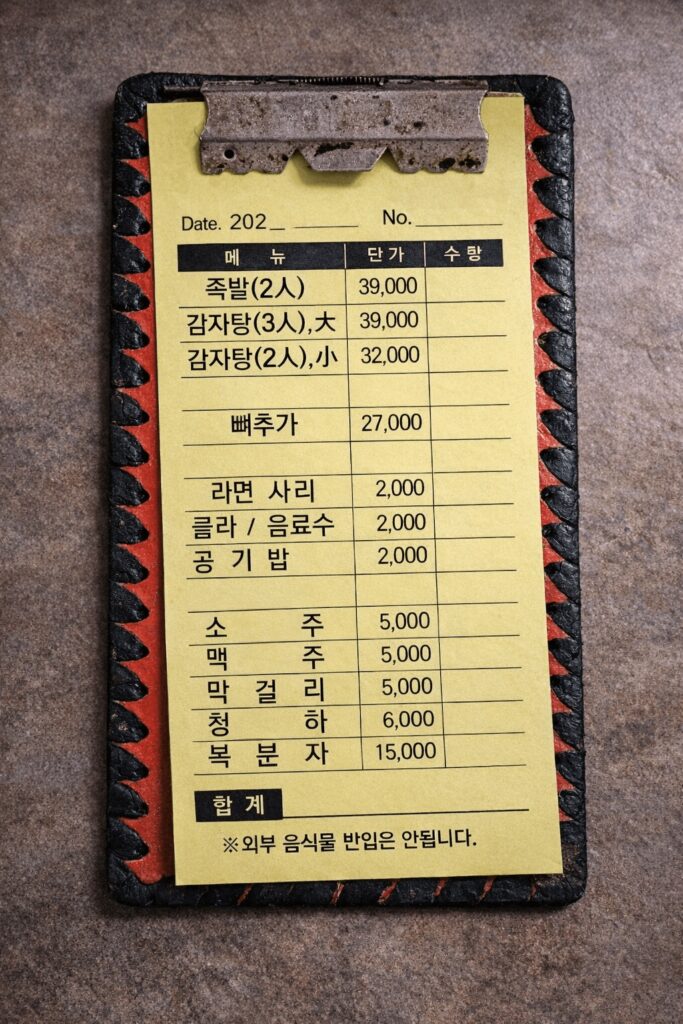 Date. 202_ ______ No. ________
메 뉴 단가 수량
족발(2人) 39,000
감자탕(3人),大 39,000
감자탕(2人),小 32,000
뼈추가 27,000
라면 사리 2,000
콜라 / 음료수 2,000
공 기 밥 2,000
소 주 5,000
맥 주 5,000
막 걸 리 5,000
청 하 6,000
복 분 자 15,000
합 계
※외부 음식물 반입은 안됩니다.